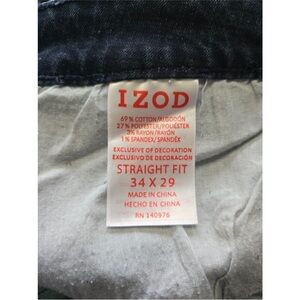 IZOD
69% COTTON/ALGODÓN
27% POLYESTER/POLIÉSTER
3% RAYON/RAYÓN
1% SPANDEX/SPANDEX
EXCLUSIVE OF DECORATION
EXCLUSIVO DE DECORACIÓN
STRAIGHT FIT
34 X 29
MADE IN CHINA
HECHO EN CHINA
RN 140976